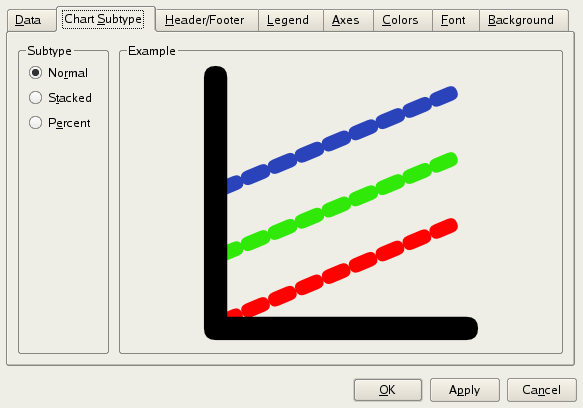 Data Chart Subtype Header/Footer Legend Axes Colors Font Background
Subtype
Normal
Stacked
Percent
Example
OK Apply Cancel